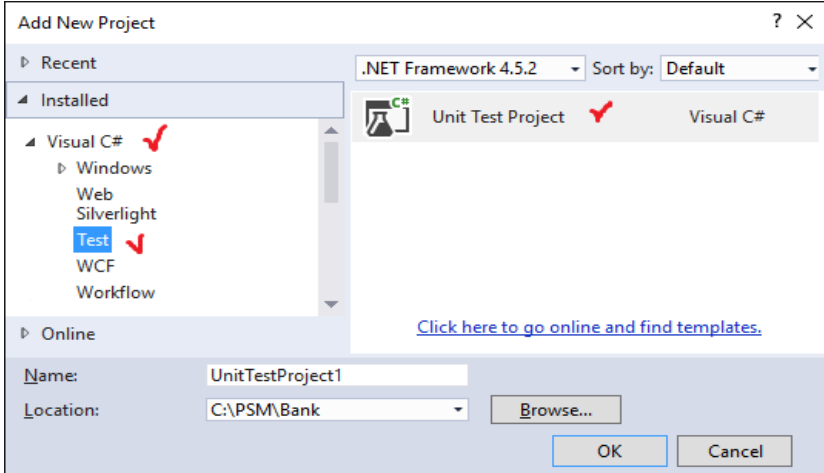 Add New Project
?
Recent
Installed
Visual C#
Windows
Web
Silverlight
Test
WCF
Workflow
Online
.NET Framework 4.5.2 Sort by: Default
C# Unit Test Project Visual C#
Click here to go online and find templates.
Name: UnitTestProject1
Location: C:\PSM\Bank Browse...
OK Cancel